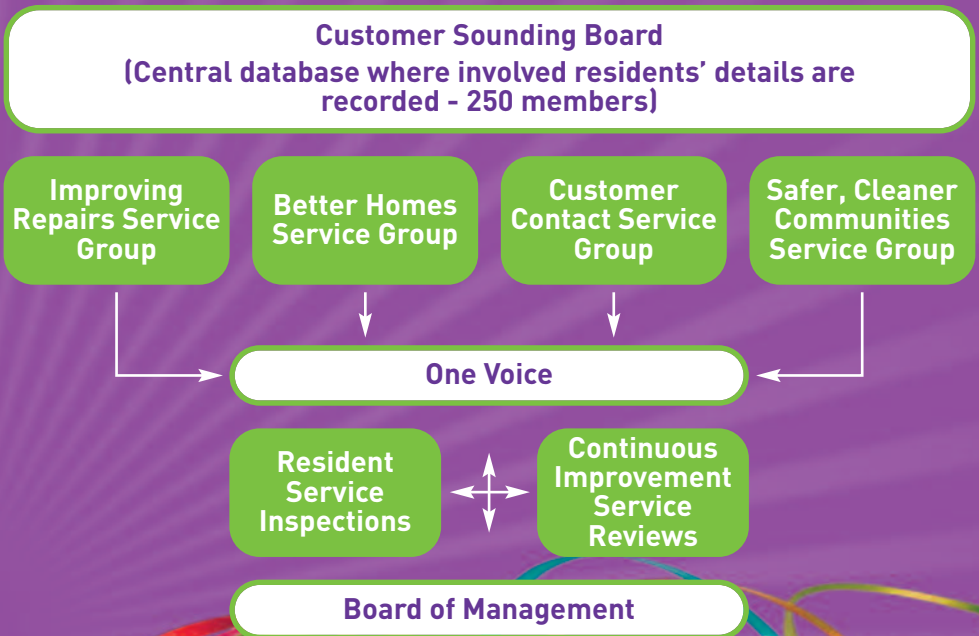 Customer Sounding Board
(Central database where involved residents’ details are
recorded - 250 members)
Improving
Repairs Service
Group
Better Homes
Service Group
Customer
Contact Service
Group
Safer, Cleaner
Communities
Service Group
One Voice
Resident
Service
Inspections
Continuous
Improvement
Service
Reviews
Board of Management